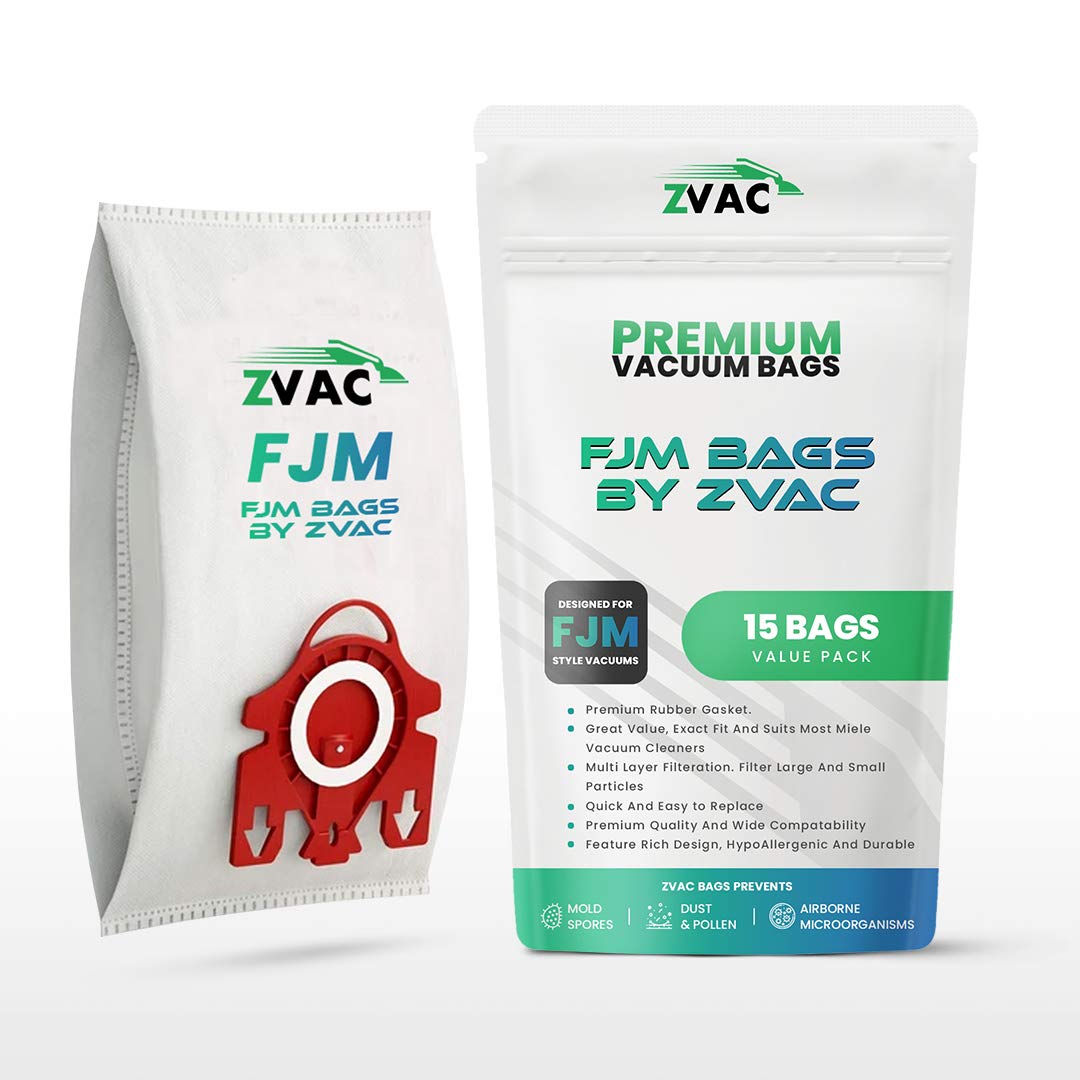 ZVAC
FJM
FJM BAGS
BY ZVAC
ZVAC
PREMIUM
VACUUM BAGS
FJM BAGS
BY ZVAC
DESIGNED FOR
FJM
STYLE VACUUMS
15 BAGS
VALUE PACK
Premium Rubber Gasket.
Great Value, Exact Fit And Suits Most Miele
Vacuum Cleaners
Multi Layer Filteration. Filter Large And Small
Particles
Quick And Easy to Replace
Premium Quality And Wide Compatability
Feature Rich Design, HypoAllergenic And Durable
ZVAC BAGS PREVENTS
MOLD
SPORES
DUST
& POLLEN
AIRBORNE
MICROORGANISMS